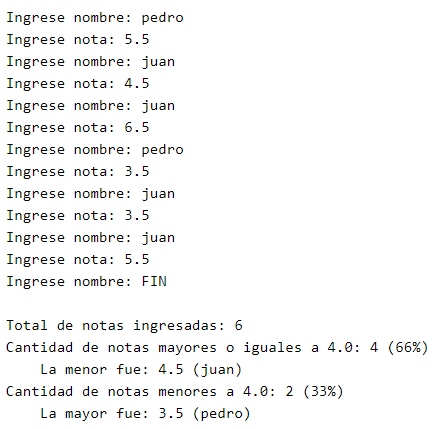 Ingrese nombre: pedro
Ingrese nota: 5.5
Ingrese nombre: juan
Ingrese nota: 4.5
Ingrese nombre: juan
Ingrese nota: 6.5
Ingrese nombre: pedro
Ingrese nota: 3.5
Ingrese nombre: juan
Ingrese nota: 3.5
Ingrese nombre: juan
Ingrese nota: 5.5
Ingrese nombre: FIN

Total de notas ingresadas: 6
Cantidad de notas mayores o iguales a 4.0: 4 (66%)
    La menor fue: 4.5 (juan)
Cantidad de notas menores a 4.0: 2 (33%)
    La mayor fue: 3.5 (pedro)